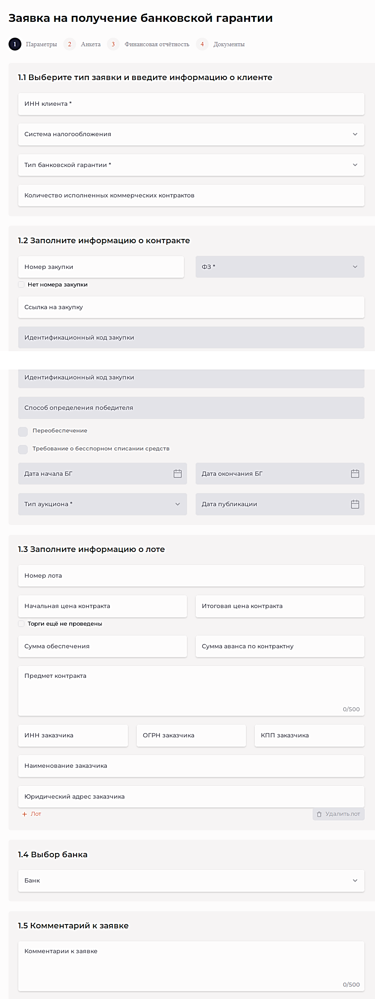 Заявка на получение банковской гарантии
1 Параметры 2 Анкета 3 Финансовая отчётность 4 Документы
1.1 Выберите тип заявки и введите информацию о клиенте
ИНН клиента *
Система налогообложения
Тип банковской гарантии *
Количество исполненных коммерческих контрактов
1.2 Заполните информацию о контракте
Номер закупки ФЗ *
Нет номера закупки
Ссылка на закупку
Идентификационный код закупки
Идентификационный код закупки
Способ определения победителя
Переобеспечение
Требование о бесспорном списании средств
Дата начала БГ Дата окончания БГ
Тип аукциона * Дата публикации
1.3 Заполните информацию о лоте
Номер лота
Начальная цена контракта Итоговая цена контракта
Торги ещё не проведены
Сумма обеспечения Сумма аванса по контрактну
Предмет контракта
0/500
ИНН заказчика ОГРН заказчика КПП заказчика
Наименование заказчика
Юридический адрес заказчика
+ Лот Удалить лот
1.4 Выбор банка
Банк
1.5 Комментарий к заявке
Комментарии к заявке
0/500